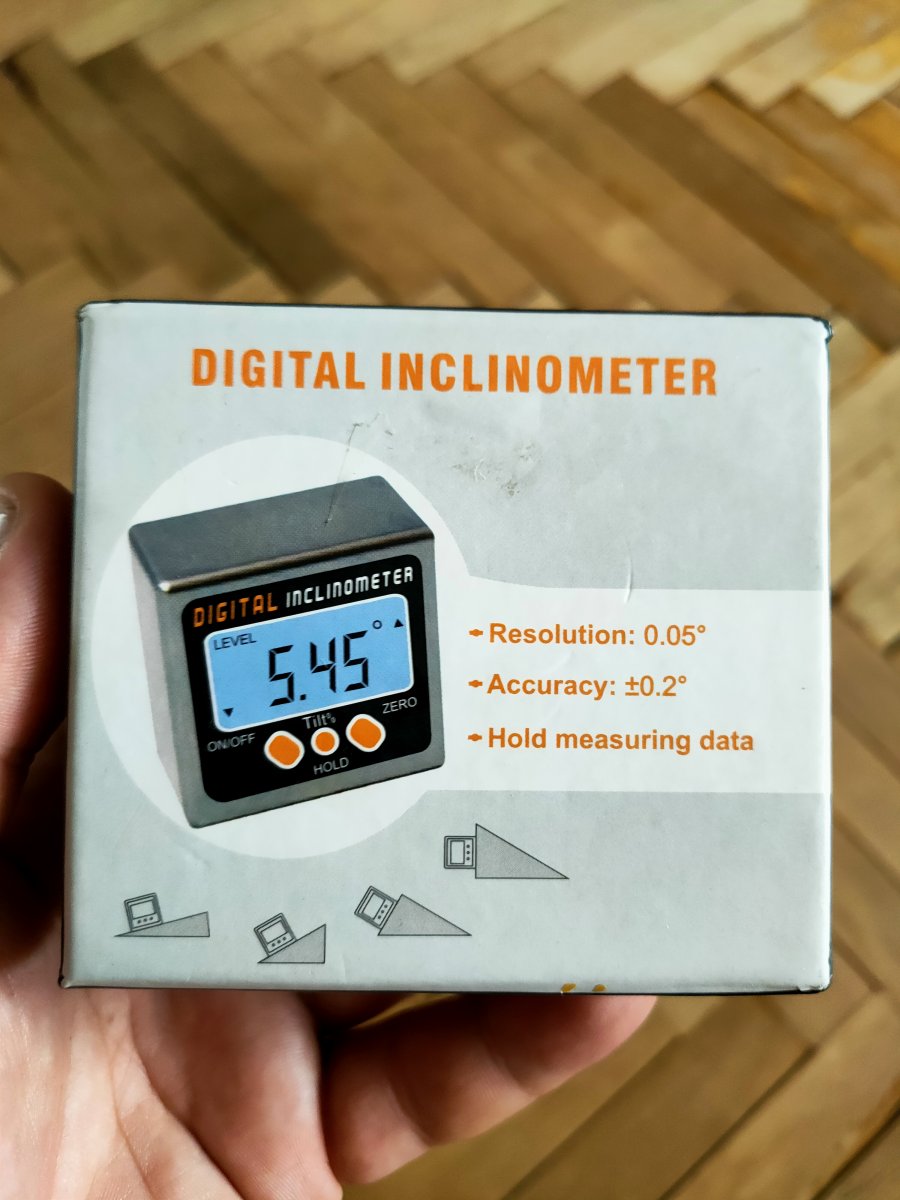 DIGITAL INCLINOMETER
DIGITAL INCLINOMETER
LEVEL
5.45°
Tilt%
ON/OFF
ZERO
HOLD
Resolution: 0.05°
Accuracy: ±0.2°
Hold measuring data